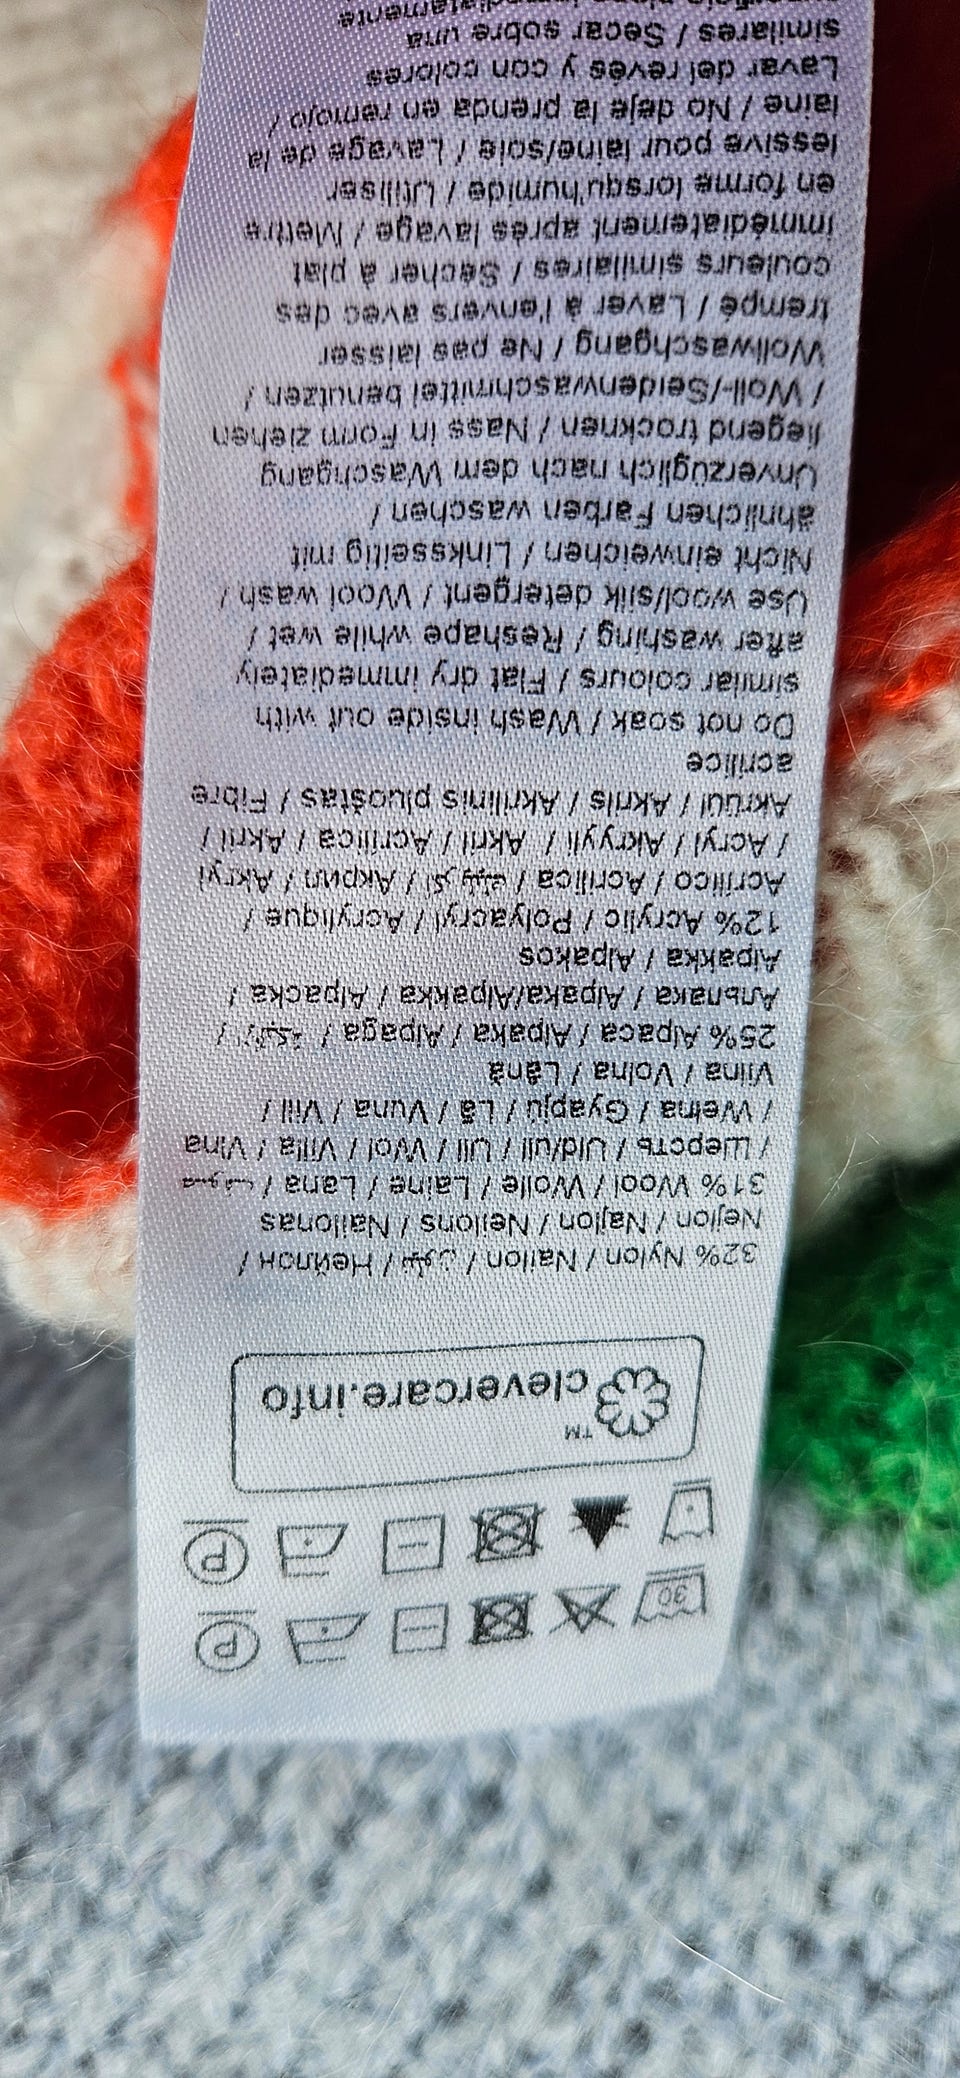 30 P
P
™
clevercare.info
32% Nylon / Nailon / نايلون / Нейлон /
Nejlon / Najlon / Neilons / Nailonas
31% Wool / Wolle / Laine / Lana / صوف
/ Шерсть / Uld/ull / Ull / Wol / Villa / Vlna
/ Wełna / Gyapjú / Lã / Vuna / Vill /
Vilna / Volna / Lână
25% Alpaca / Alpaka / Alpaga / /
Альпака / Alpaka/Alpakka / Alpacka /
Alpakka / Alpakos
12% Acrylic / Polyacryl / Acrylique /
Acrílico / Acrilica / / Акрил / Akryl
/ Acryl / Akryyli / Akril / Acrílica / Akril /
Akrüül / Akrils / Akrilinis pluoštas / Fibre
acrilice
Do not soak / Wash inside out with
similar colours / Flat dry immediately
after washing / Reshape while wet /
Use wool/silk detergent / Wool wash /
Nicht einweichen / Linksseitig mit
ähnlichen Farben waschen /
Unverzüglich nach dem Waschgang
liegend trocknen / Nass in Form ziehen
/ Woll-/Seidenwaschmittel benutzen /
Wollwaschgang / Ne pas laisser
trempé / Laver à l'envers avec des
couleurs similaires / Sécher à plat
immédiatement après lavage / Mettre
en forme lorsqu'humide / Utiliser
lessive pour laine/soie / Lavage de la
laine / No deje la prenda en remojo /
Lavar del revés y con colores
similares / Secar sobre una
superficie plana inmediatamente